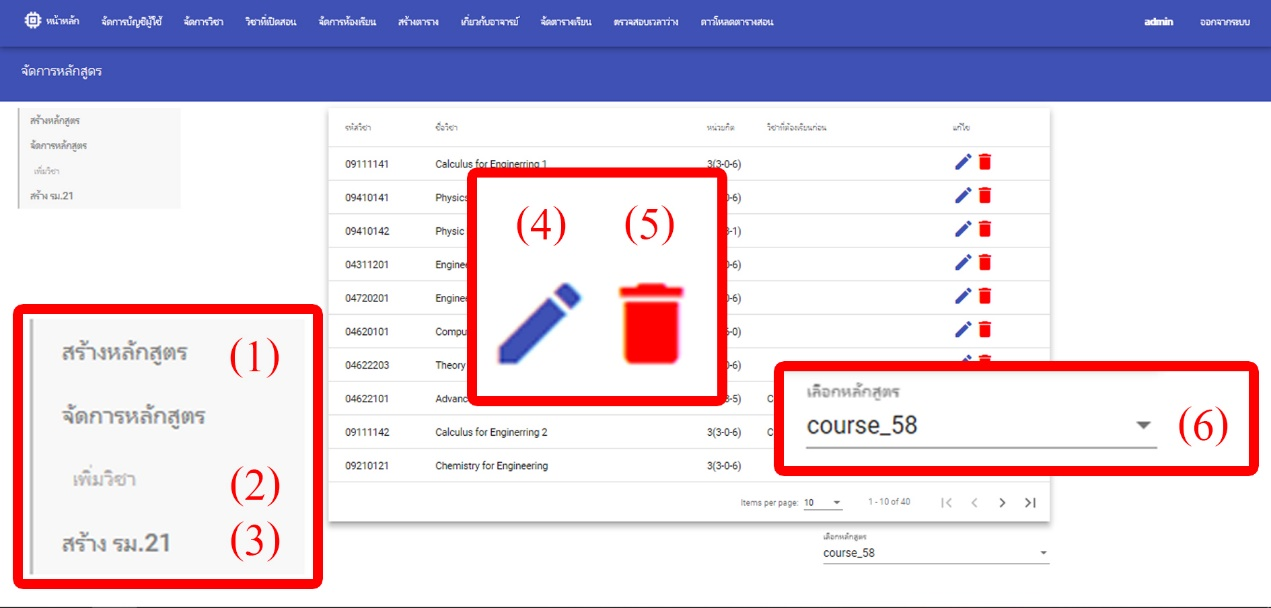 หน้าหลัก จัดการบัญชีผู้ใช้ จัดการวิชา วิชาที่เปิดสอน จัดการห้องเรียน สร้างตาราง เกี่ยวกับอาจารย์ จัดตารางเรียน ตรวจสอบเวลาว่าง ดาวโหลดตารางสอน admin ออกจากระบบ
จัดการหลักสูตร
สร้างหลักสูตร
จัดการหลักสูตร
เพิ่มวิชา
สร้าง รม.21
รหัสวิชา ชื่อวิชา หน่วยกิต วิชาที่ต้องเรียนก่อน แก้ไข
09111141 Calculus for Enginerring 1 3(3-0-6)
09410141 Physics -6)
09410142 Physic -1)
04311201 Engine -6)
04720201 Engine -6)
04620101 Compu -0)
04622203 Theory -6)
04622101 Advanc -5) C
09111142 Calculus for Enginerring 2 3(3-0-6) C
09210121 Chemistry for Engineering 3(3-0-6)
Items per page: 10 1 - 10 of 40
เลือกหลักสูตร
course_58
(4) (5)
สร้างหลักสูตร (1)
จัดการหลักสูตร
เพิ่มวิชา (2)
สร้าง รม.21 (3)
เลือกหลักสูตร
course_58 (6)